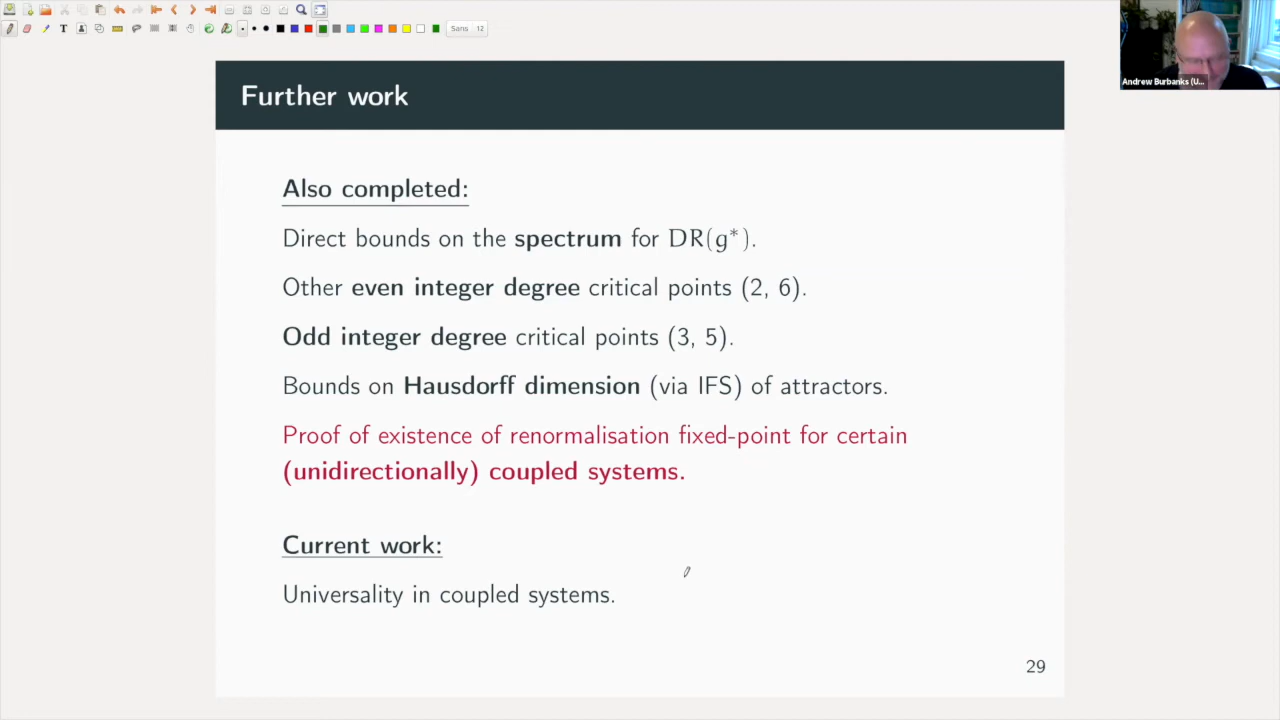 Sans 12
Andrew Burbanks (U...
Further work
Also completed:
Direct bounds on the spectrum for DR(g*).
Other even integer degree critical points (2, 6).
Odd integer degree critical points (3, 5).
Bounds on Hausdorff dimension (via IFS) of attractors.
Proof of existence of renormalisation fixed-point for certain
(unidirectionally) coupled systems.
Current work:
Universality in coupled systems.
29